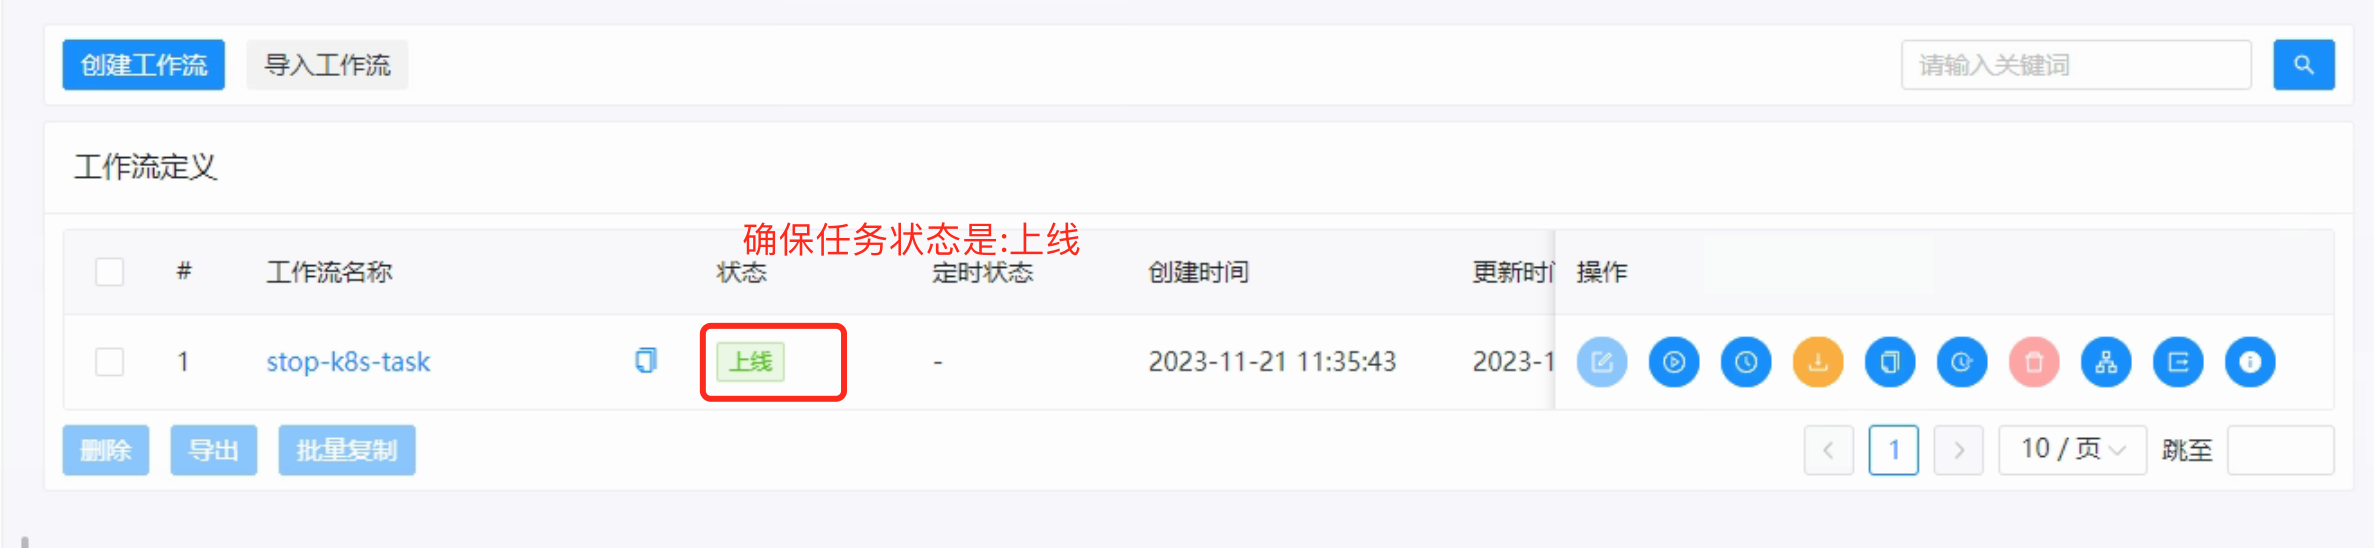 创建工作流 导入工作流 请输入关键词
工作流定义
确保任务状态是:上线
# 工作流名称 状态 定时状态 创建时间 更新时 操作
1 stop-k8s-task 上线 - 2023-11-21 11:35:43 2023-1
删除 导出 批量复制 1 10 / 页 跳至